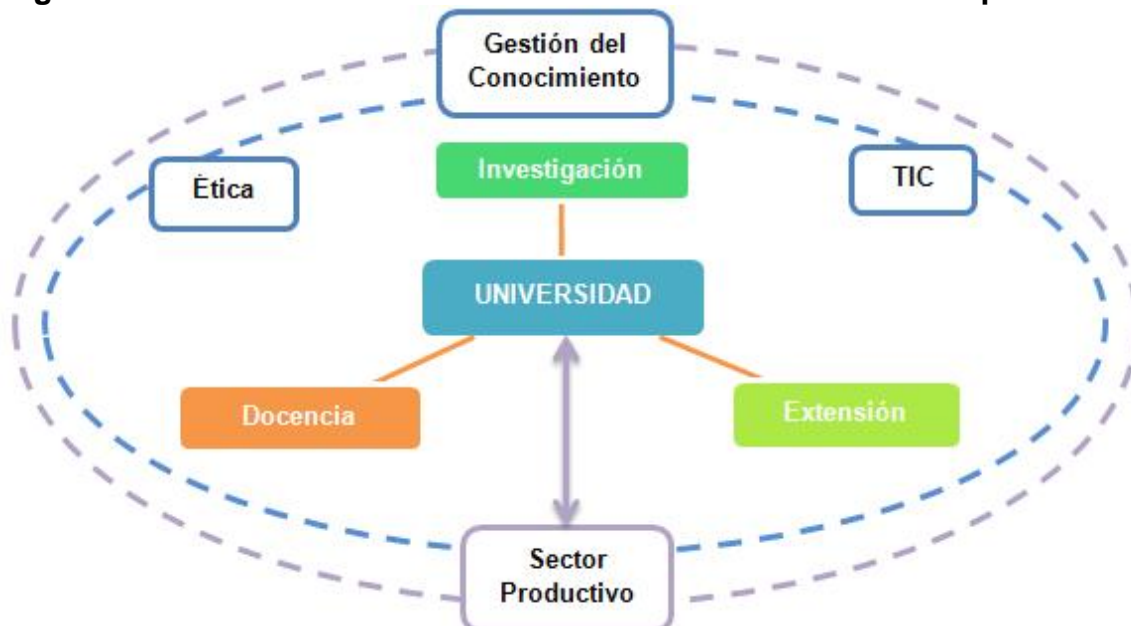 Gestión del
Conocimiento
Ética
TIC
Investigación
UNIVERSIDAD
Docencia
Extensión
Sector
Productivo